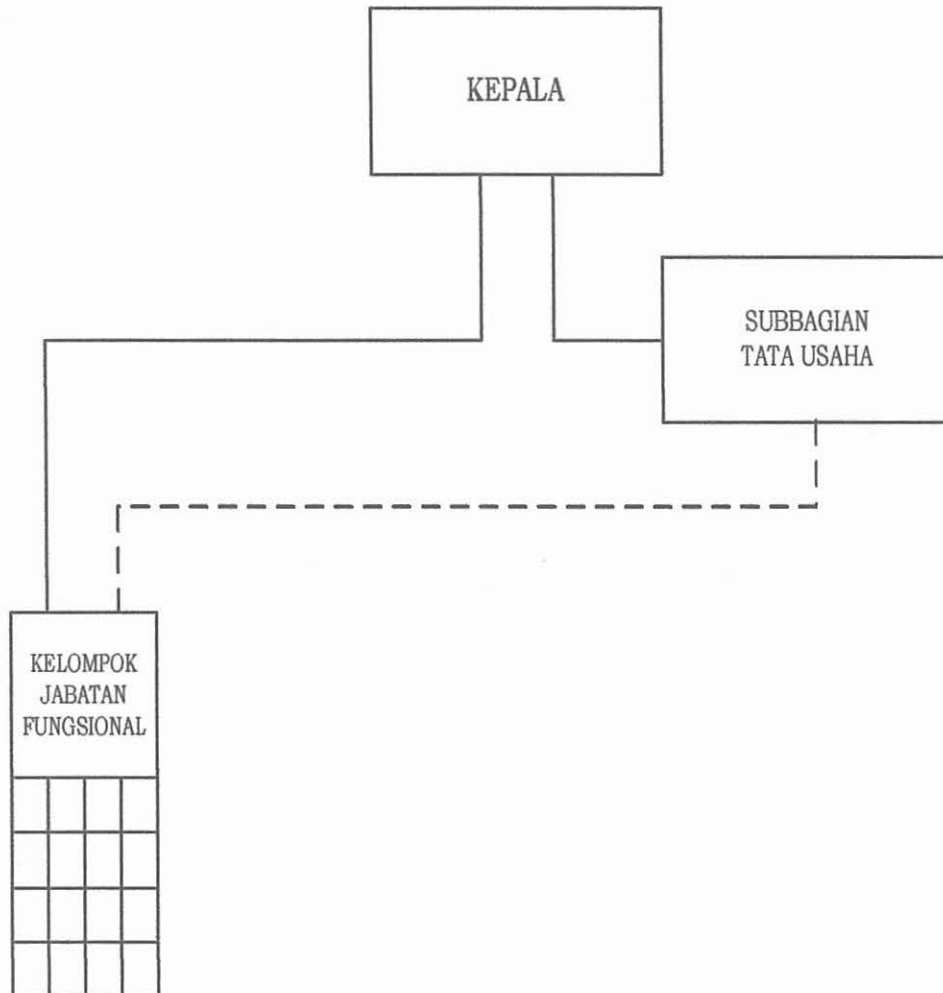 KEPALA
SUBBAGIAN
TATA USAHA
KELOMPOK
JABATAN
FUNGSIONAL